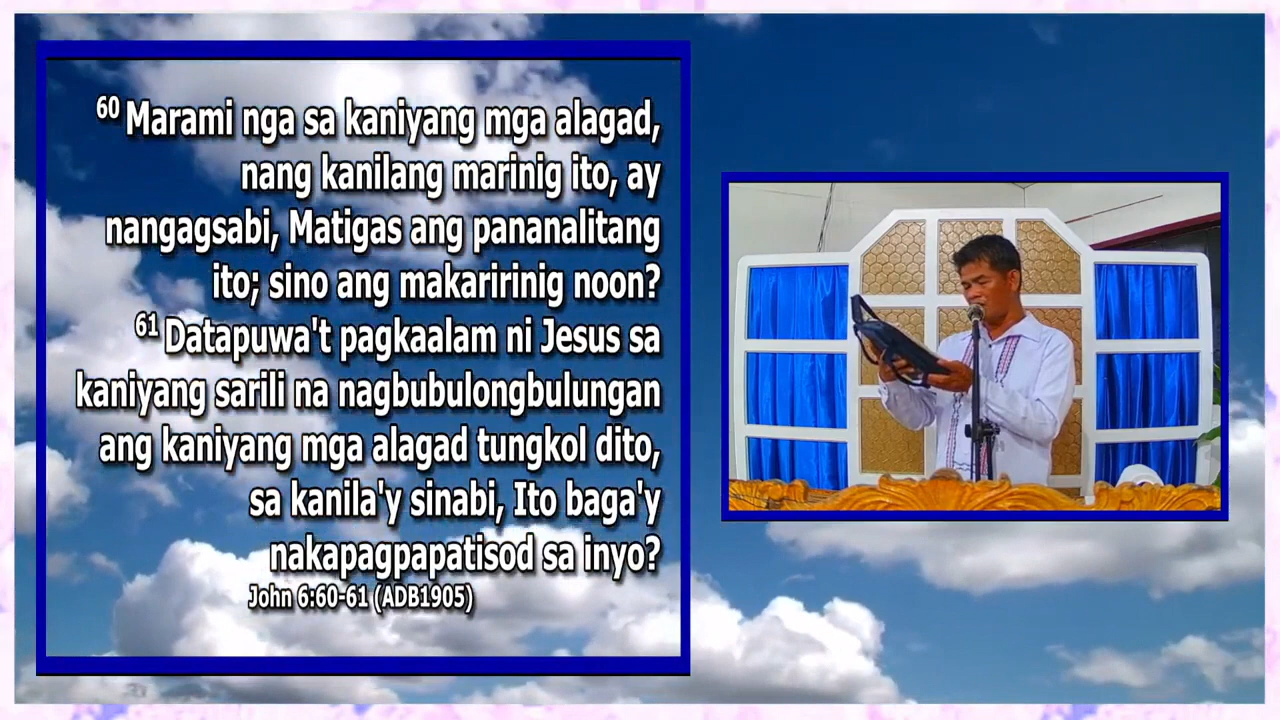 60 Marami nga sa kaniyang mga alagad,
nang kanilang marinig ito, ay
nangagsabi, Matigas ang pananalitang
ito; sino ang makaririnig noon?
61 Datapuwa't pagkaalam ni Jesus sa
kaniyang sarili na nagbubulongbulungan
ang kaniyang mga alagad tungkol dito,
sa kanila'y sinabi, Ito baga'y
nakapagpapatisod sa inyo?
John 6:60-61 (ADB1905)